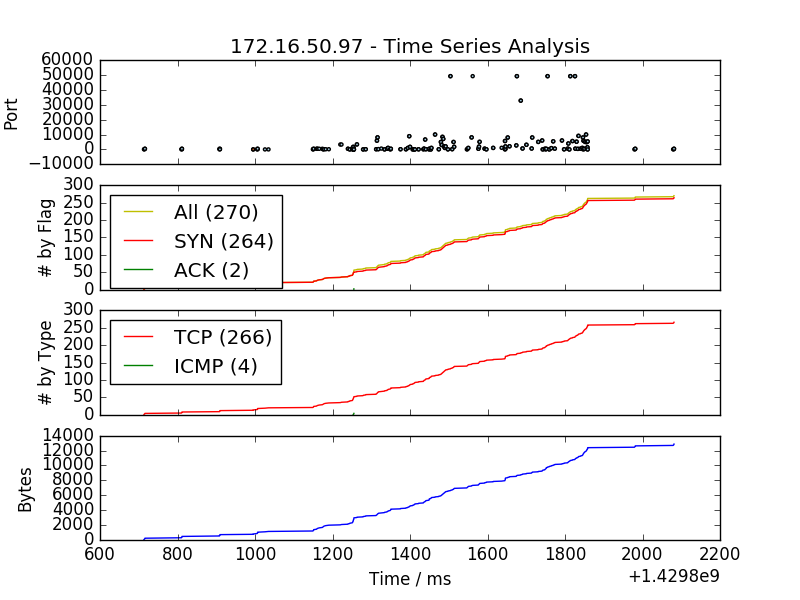 172.16.50.97 - Time Series Analysis
60000
50000
40000
30000
20000
10000
0
−10000
Port
300
250
200
150
100
50
0
# by Flag
All (270)
SYN (264)
ACK (2)
300
250
200
150
100
50
0
# by Type
TCP (266)
ICMP (4)
14000
12000
10000
8000
6000
4000
2000
0
Bytes
600 800 1000 1200 1400 1600 1800 2000 2200
Time / ms
+1.4298e9